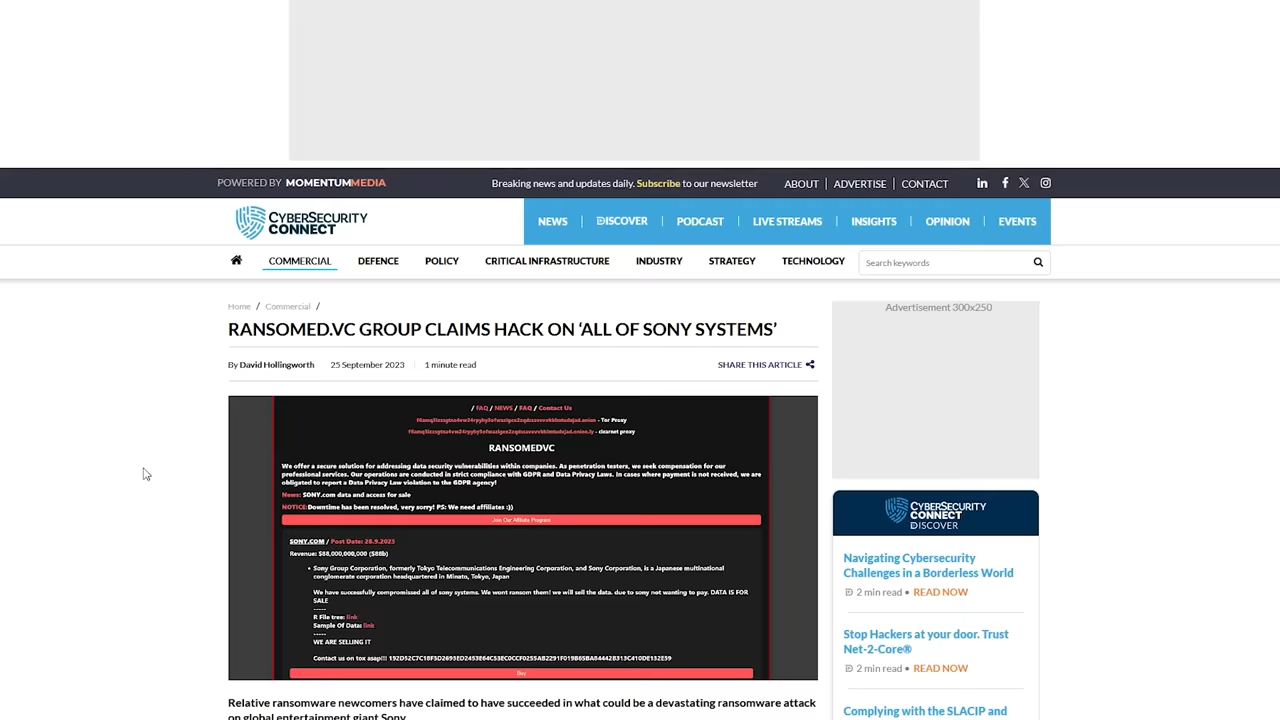 Advertisement 300x250
POWERED BY MOMENTUMMEDIA
Breaking news and updates daily. Subscribe to our newsletter
ABOUT
ADVERTISE
CONTACT
CYBERSECURITY
CONNECT
NEWS
DISCOVER
PODCAST
LIVE STREAMS
INSIGHTS
OPINION
EVENTS
COMMERCIAL
DEFENCE
POLICY
CRITICAL INFRASTRUCTURE
INDUSTRY
STRATEGY
TECHNOLOGY
Search keywords
Home / Commercial /
RANSOMED.VC GROUP CLAIMS HACK ON ‘ALL OF SONY SYSTEMS’
By David Hollingworth
25 September 2023
1 minute read
SHARE THIS ARTICLE
/ FAQ / NEWS / FAQ / Contact Us
- Tor Proxy
- clearnet proxy
RANSOMEDVC
We offer a secure solution for addressing data security vulnerabilities within companies. As penetration testers, we seek compensation for our
professional services. Our operations are conducted in strict compliance with GDPR and Data Privacy Laws. In cases where payment is not received, we are
obligated to report a Data Privacy Law violation to the GDPR agency!
News: SONY.com data and access for sale
NOTICE:Downtime has been resolved, very sorry! PS: We need affiliates :))
Join Our Affiliate Program
SONY.COM / Post Date: 28.9.2023
Revenue: $88,000,000,000 ($88b)
Sony Group Corporation, formerly Tokyo Telecommunications Engineering Corporation, and Sony Corporation, is a Japanese multinational
conglomerate corporation headquartered in Minato, Tokyo, Japan
We have successfully compromised all of sony systems. We wont ransom them! we will sell the data. due to sony not wanting to pay. DATA IS FOR
SALE
-----
R File tree: link
Sample Of Data: link
-----
WE ARE SELLING IT
Contact us on tox asap!!!
Buy
Relative ransomware newcomers have claimed to have succeeded in what could be a devastating ransomware attack
on global entertainment giant Sony.
CYBERSECURITY
CONNECT
DISCOVER
Navigating Cybersecurity
Challenges in a Borderless World
2 min read • READ NOW
Stop Hackers at your door. Trust
Net-2-Core®
2 min read • READ NOW
Complying with the SLACIP and